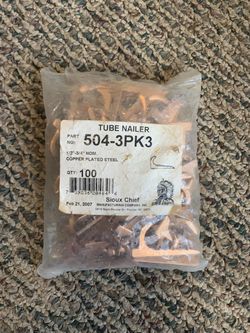 TUBE NAILER
PART NO: 504-3PK3
1/2"-3/4" NOM.
COPPER PLATED STEEL
QTY: 100
Sioux Chief
Feb 21, 2007 MANUFACTURING COMPANY, INC.